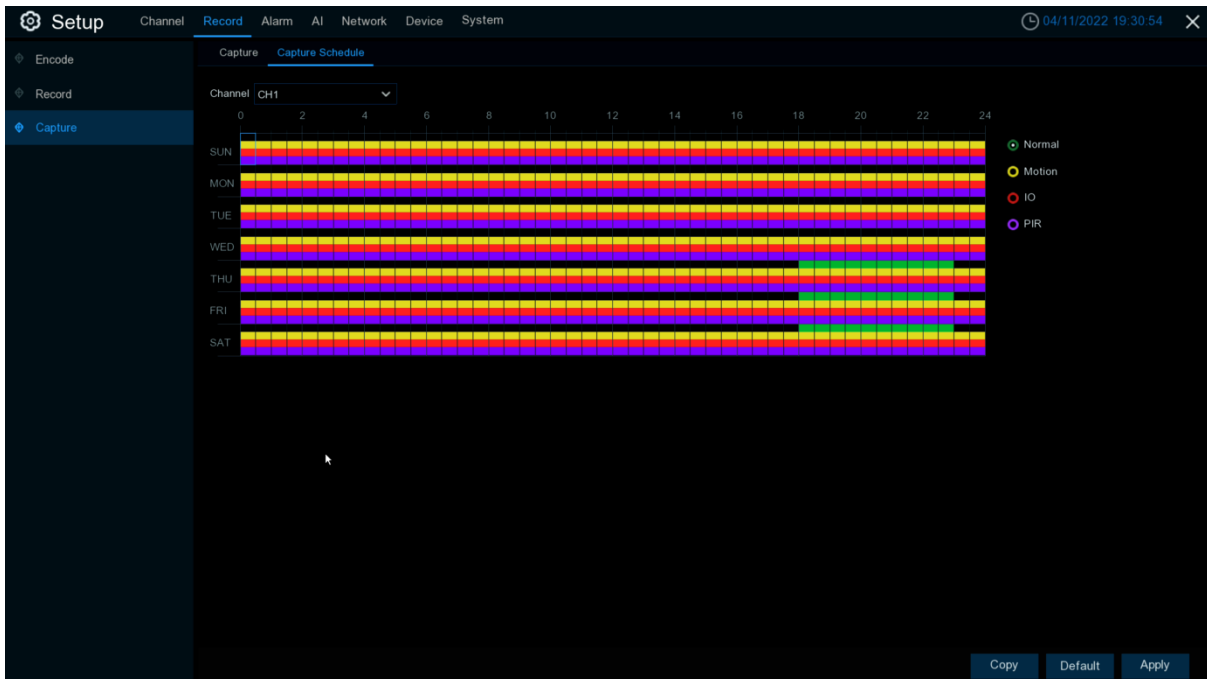 Setup Channel Record Alarm AI Network Device System 04/11/2022 19:30:54
Encode
Record
Capture
Capture Capture Schedule
Channel CH1
0 2 4 6 8 10 12 14 16 18 20 22 24
SUN
MON
TUE
WED
THU
FRI
SAT
Normal
Motion
IO
PIR
Copy Default Apply